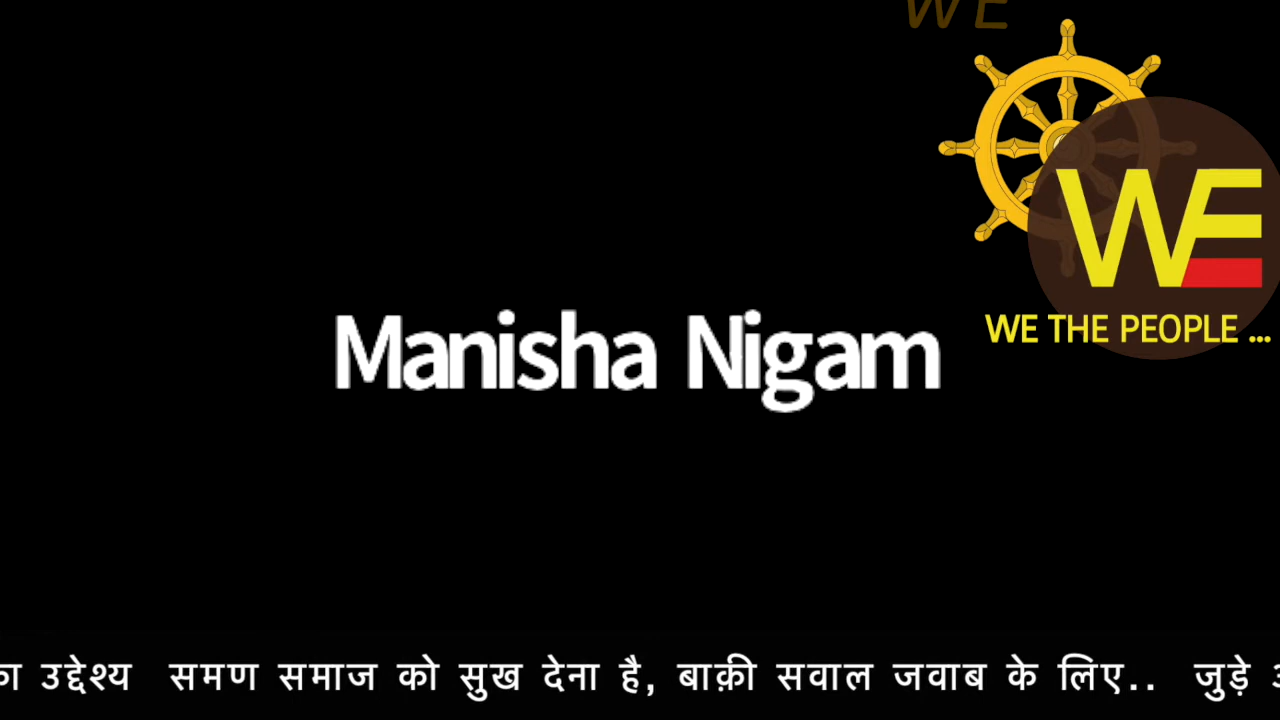 WE
WE
WE THE PEOPLE ...
Manisha Nigam
का उद्देश्य समण समाज को सुख देना है, बाक़ी सवाल जवाब के लिए.. जुड़े